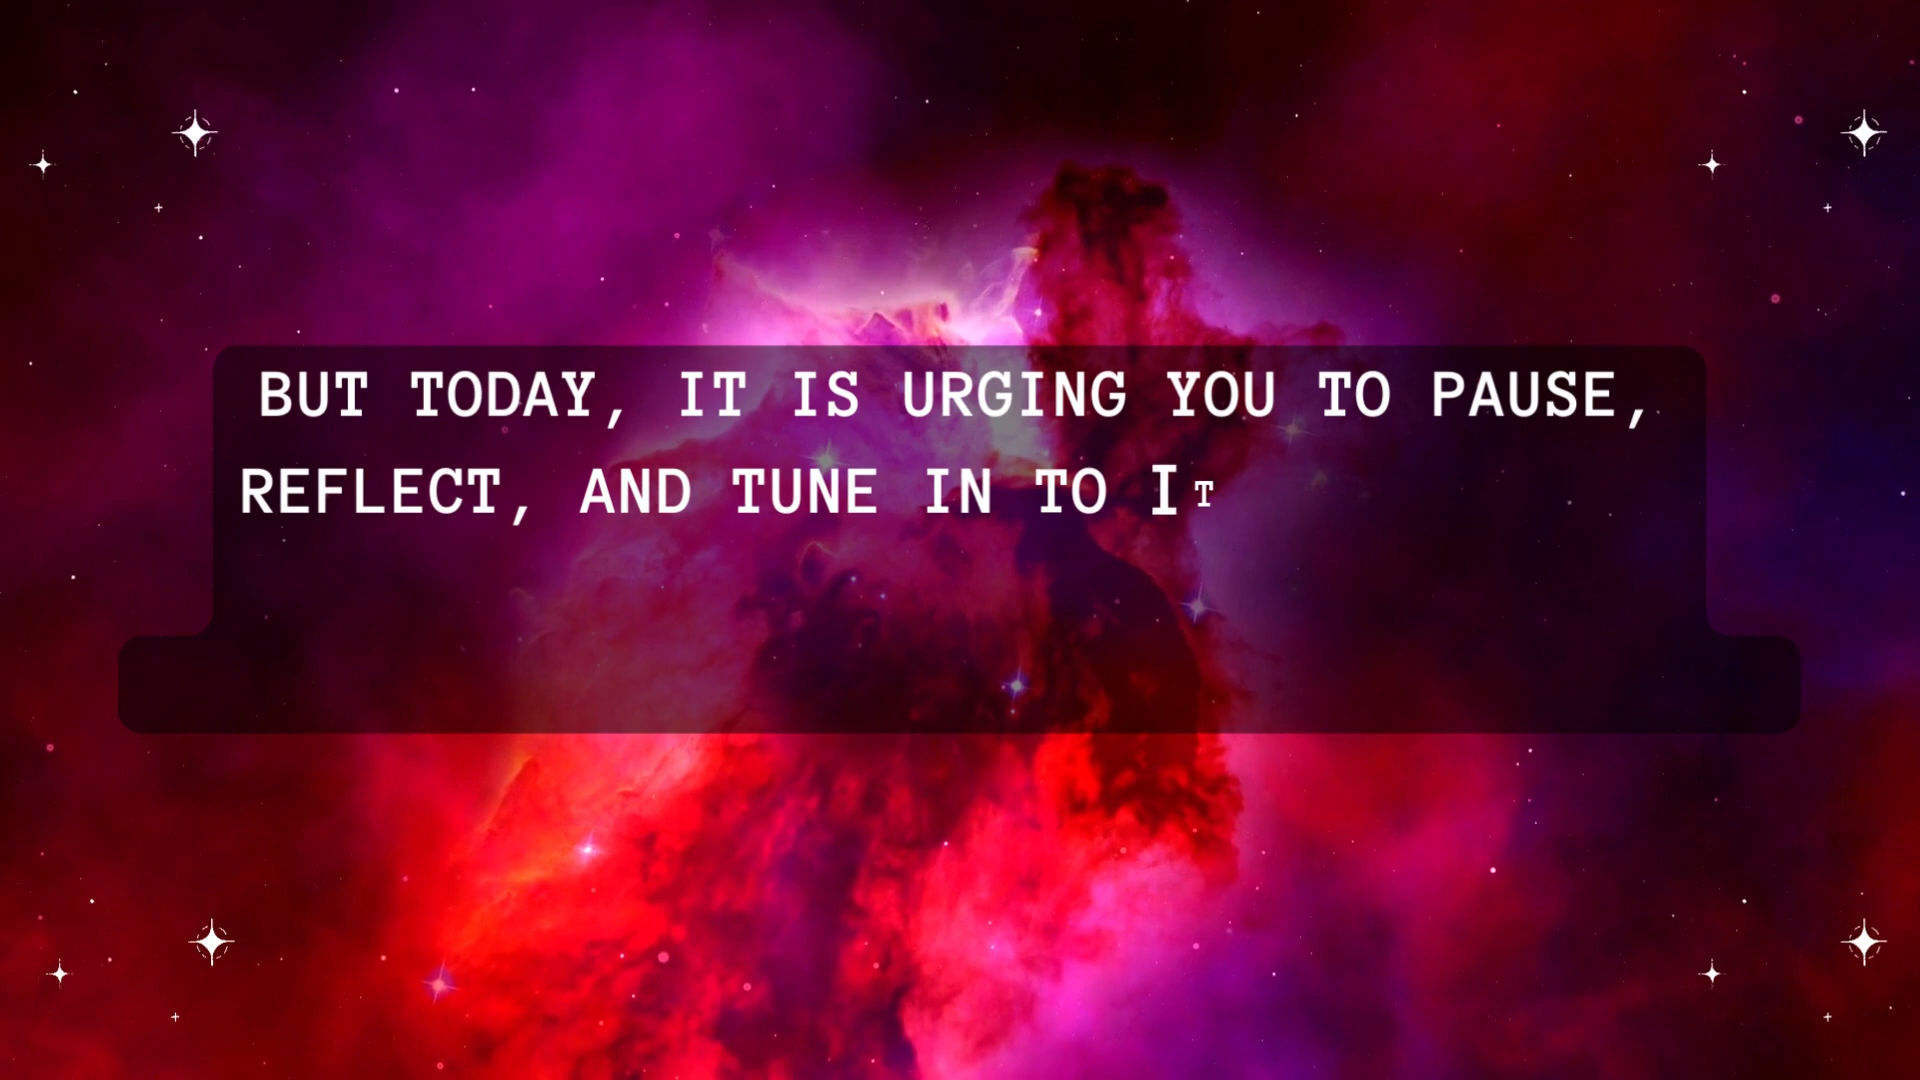 BUT TODAY, IT IS URGING YOU TO PAUSE,
REFLECT, AND TUNE IN TO IT